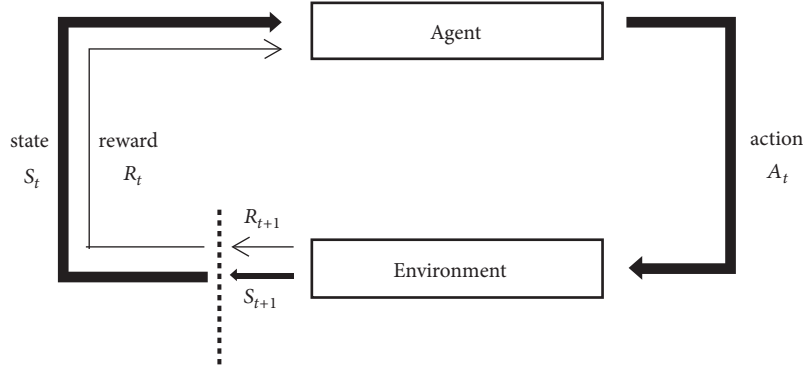 Agent
state
S_t
reward
R_t
action
A_t
R_{t+1}
Environment
S_{t+1}